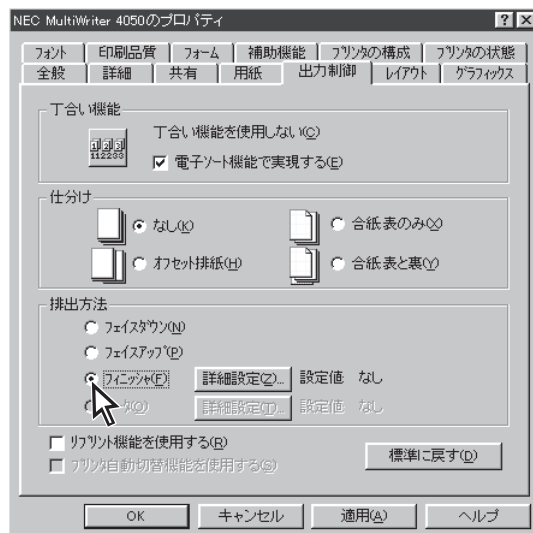 NEC MultiWriter 4050のプロパティ
フォント 印刷品質 フォーム 補助機能 プリンタの構成 プリンタの状態
全般 詳細 共有 用紙 出力制御 レイアウト グラフィックス
丁合い機能
丁合い機能を使用しない(C)
電子ソート機能で実現する(E)
仕分け
なし(K) 合紙表のみ(X)
オフセット排紙(H) 合紙表と裏(Y)
排出方法
フェイスダウン(N)
フェイスアップ(P)
フィニッシャ(F) 詳細設定(Z)... 設定値 なし
(O) 詳細設定(T)... 設定値 なし
リプリント機能を使用する(R)
プリンタ自動切替機能を使用する(S)
標準に戻す(D)
OK キャンセル 適用(A) ヘルプ